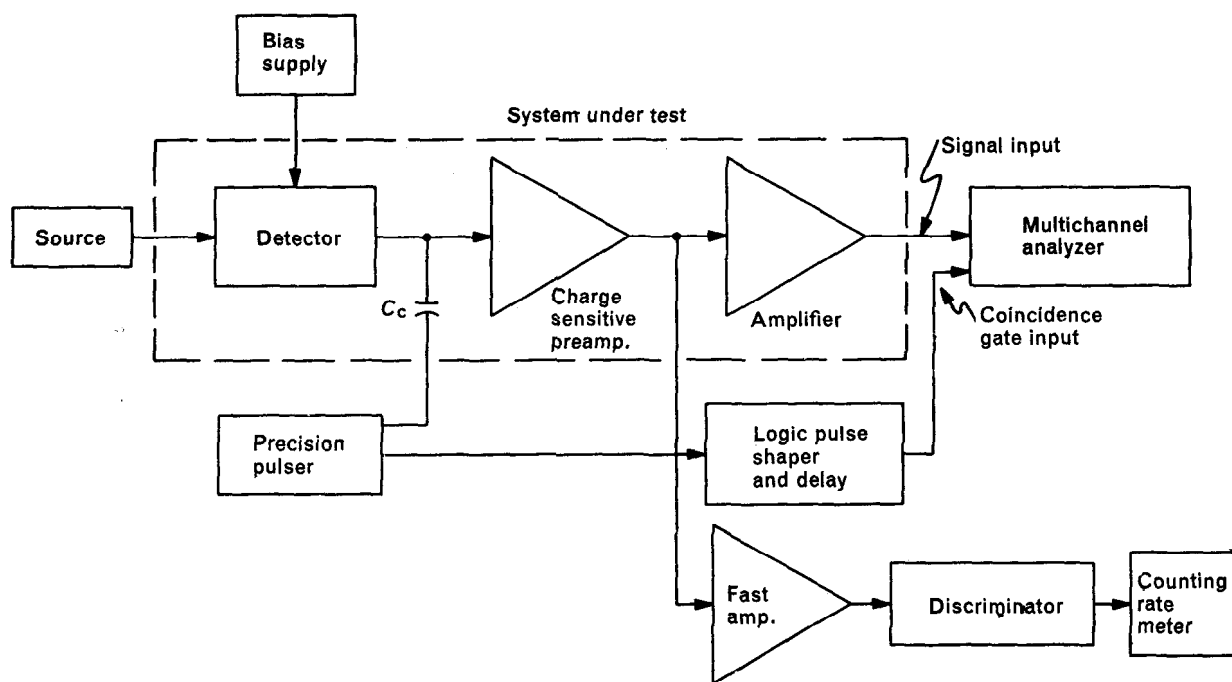 Bias
supply
System under test
Signal input
Source
Detector
Multichannel
analyzer
C_c
Charge
sensitive
preamp.
Amplifier
Coincidence
gate input
Precision
pulser
Logic pulse
shaper
and delay
Fast
amp.
Discriminator
Counting
rate
meter